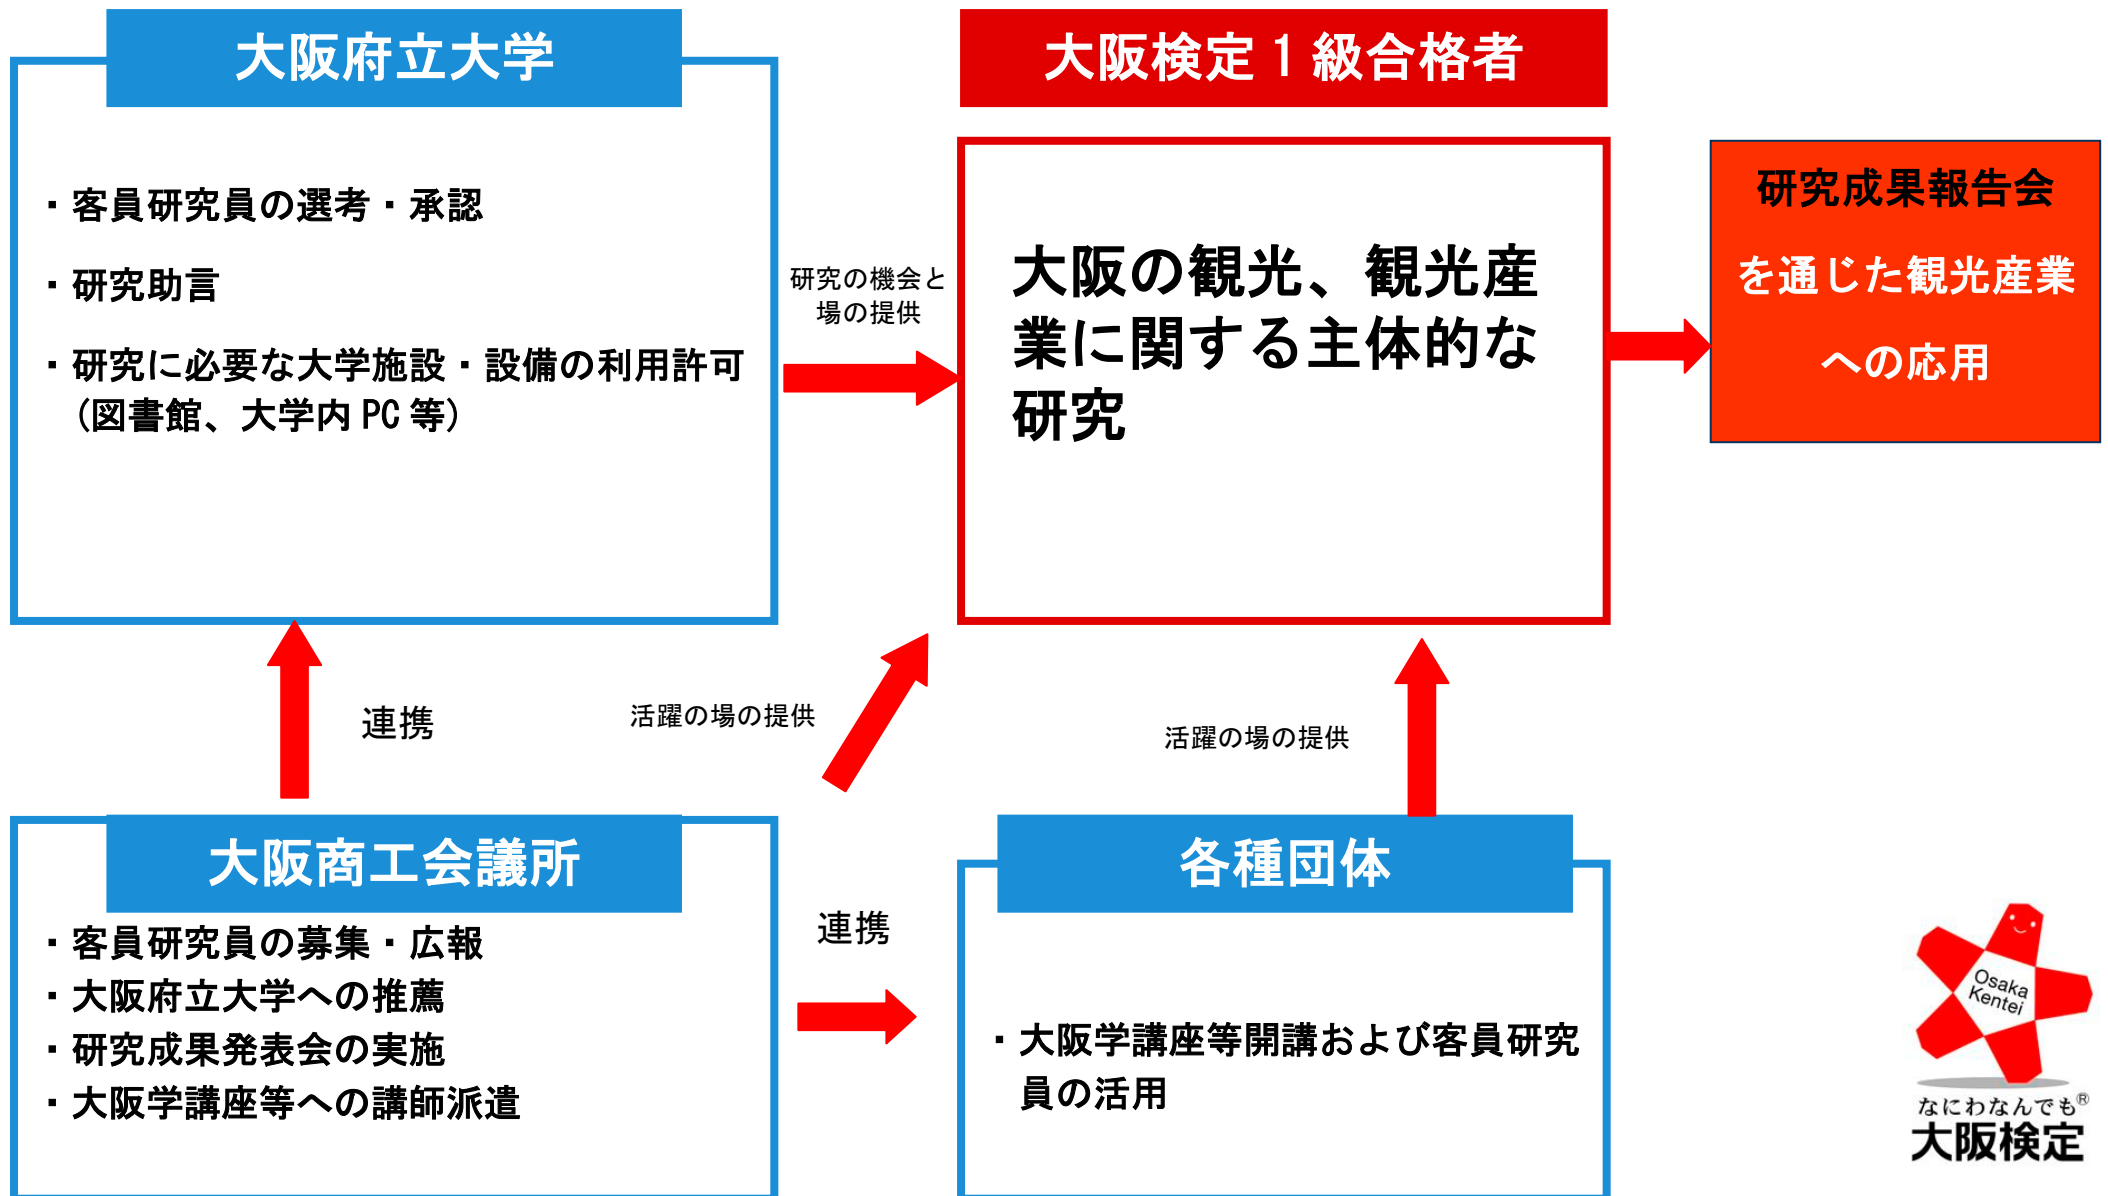 大阪府立大学
・客員研究員の選考・承認
・研究助言
・研究に必要な大学施設・設備の利用許可
(図書館、大学内 PC 等)
研究の機会と
場の提供
大阪検定１級合格者
大阪の観光、観光産
業に関する主体的な
研究
研究成果報告会
を通じた観光産業
への応用
連携
活躍の場の提供
活躍の場の提供
大阪商工会議所
・客員研究員の募集・広報
・大阪府立大学への推薦
・研究成果発表会の実施
・大阪学講座等への講師派遣
連携
各種団体
・大阪学講座等開講および客員研究
員の活用
Osaka
Kentei
なにわなんでも®
大阪検定